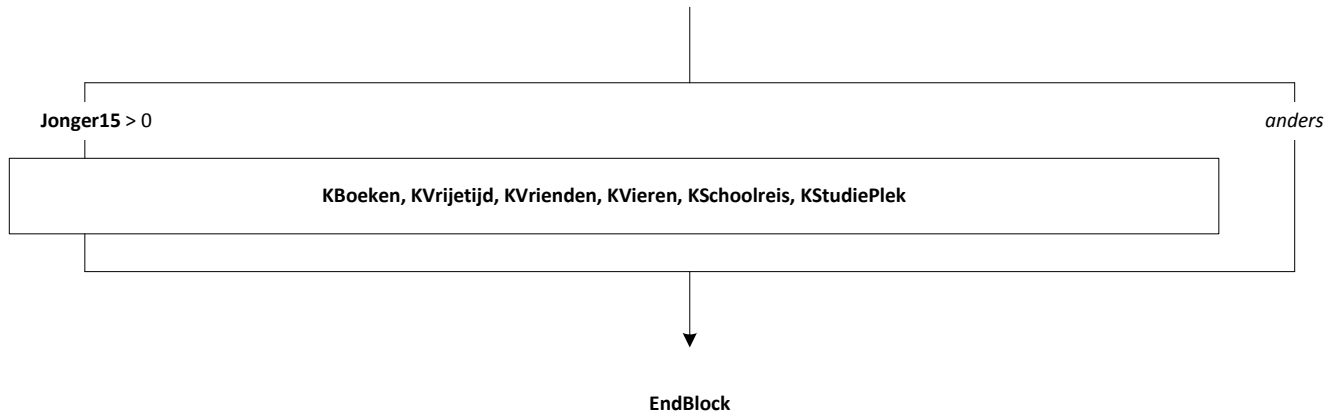 Jonger15 > 0
anders
KBoeken, KVrijetijd, KVrienden, KVieren, KSchoolreis, KStudiePlek
EndBlock